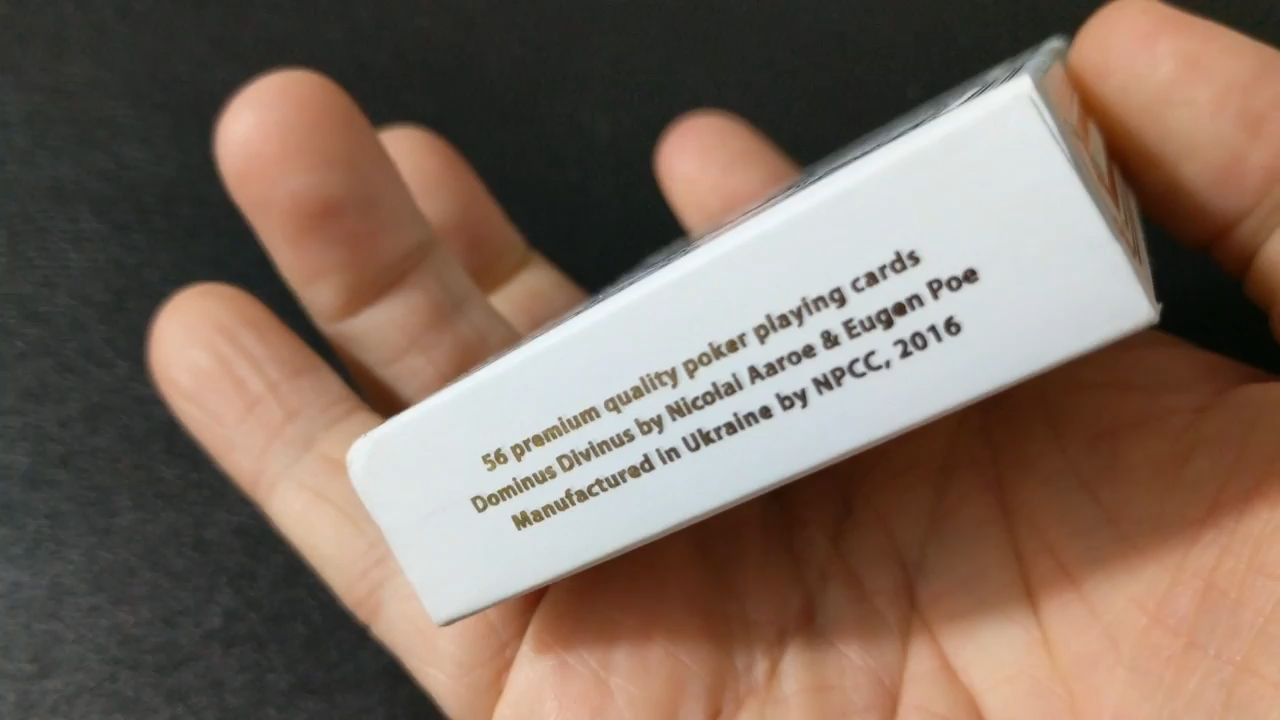 56 premium quality poker playing cards
Dominus Divinus by Nicolai Aaroe & Eugen Poe
Manufactured in Ukraine by NPCC, 2016